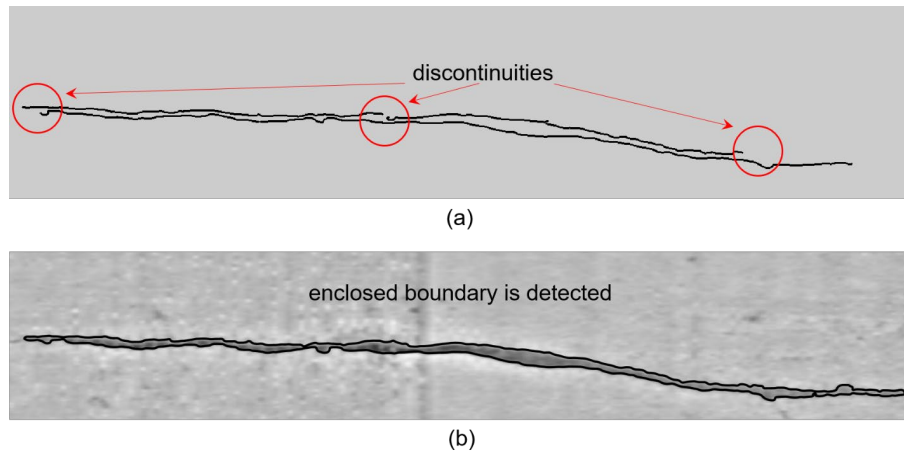 discontinuities
(a)
enclosed boundary is detected
(b)